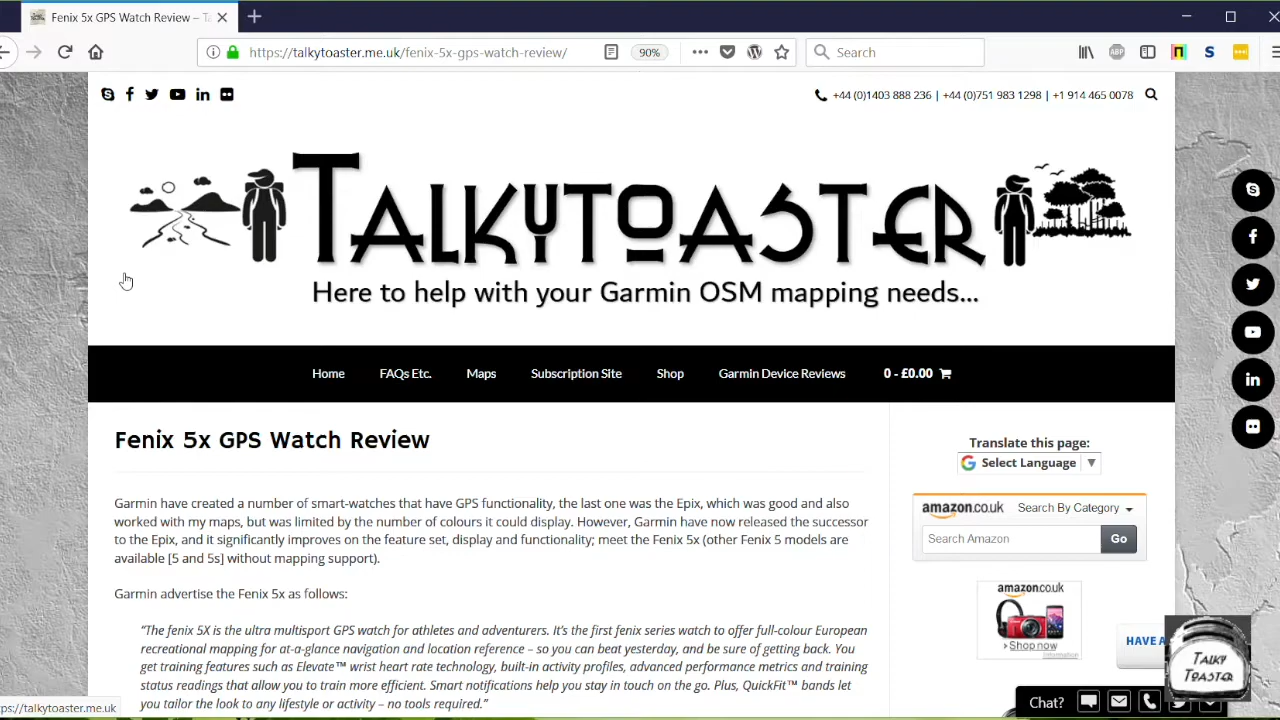 Fenix 5x GPS Watch Review – Ta
https://talkytoaster.me.uk/fenix-5x-gps-watch-review/
90%
Search
ABP
S
+44 (0)1403 888 236 | +44 (0)751 983 1298 | +1 914 465 0078
TALKYTOASTER
Here to help with your Garmin OSM mapping needs...
Home
FAQs Etc.
Maps
Subscription Site
Shop
Garmin Device Reviews
0 - £0.00
Fenix 5x GPS Watch Review
Garmin have created a number of smart-watches that have GPS functionality, the last one was the Epix, which was good and also
worked with my maps, but was limited by the number of colours it could display. However, Garmin have now released the successor
to the Epix, and it significantly improves on the feature set, display and functionality; meet the Fenix 5x (other Fenix 5 models are
available [5 and 5s] without mapping support).
Garmin advertise the Fenix 5x as follows:
“The fenix 5X is the ultra multisport GPS watch for athletes and adventurers. It’s the first fenix series watch to offer full-colour European
recreational mapping for at-a-glance navigation and location reference – so you can beat yesterday, and be sure of getting back. You
get training features such as Elevate™ wrist heart rate technology, built-in activity profiles, advanced performance metrics and training
status readings that allow you to train more efficient. Smart notifications help you stay in touch on the go. Plus, QuickFit™ bands let
you tailor the look to any lifestyle or activity – no tools required.”
Translate this page:
Select Language
amazon.co.uk
Search By Category
Search Amazon
Go
amazon.co.uk
Shop now
information
HAVE A
TALKY
TOASTER
Chat?
ps://talkytoaster.me.uk